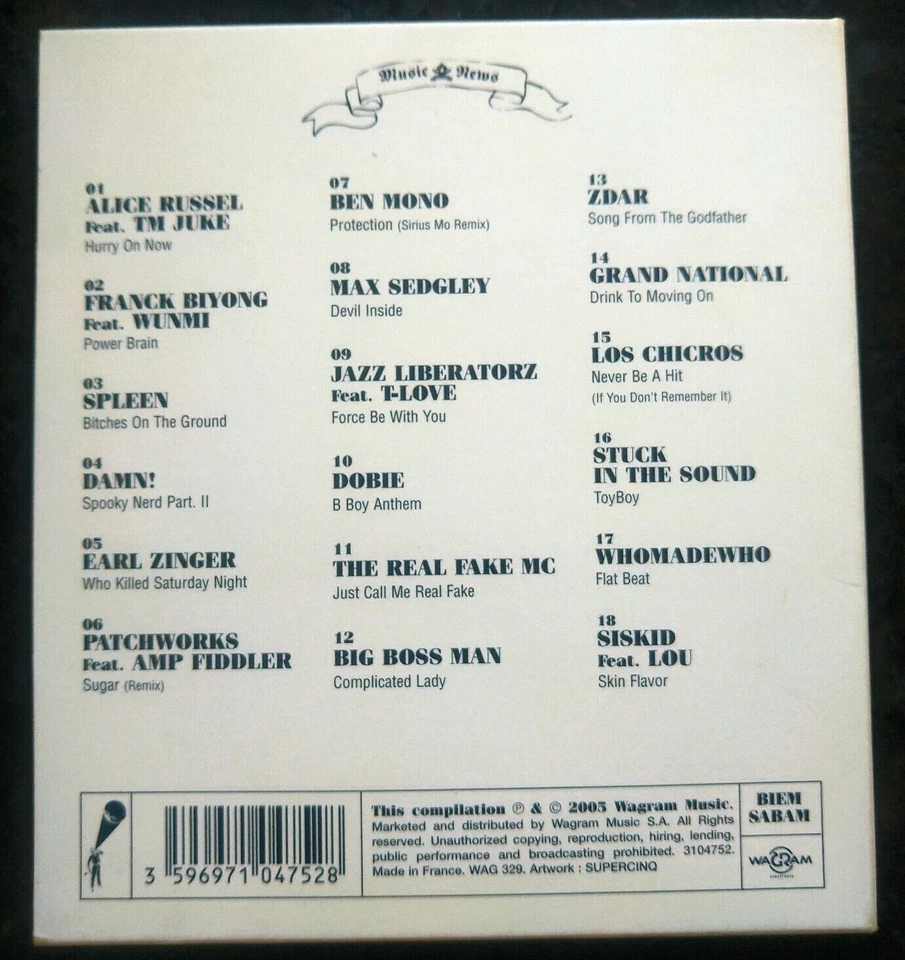 Music News
01
ALICE RUSSEL
Feat. TM JUKE
Hurry On Now
02
FRANCK BIYONG
Feat. WUNMI
Power Brain
03
SPLEEN
Bitches On The Ground
04
DAMN!
Spooky Nerd Part. II
05
EARL ZINGER
Who Killed Saturday Night
06
PATCHWORKS
Feat. AMP FIDDLER
Sugar (Remix)
07
BEN MONO
Protection (Sirius Mo Remix)
08
MAX SEDGLEY
Devil Inside
09
JAZZ LIBERATORZ
Feat. T-LOVE
Force Be With You
10
DOBIE
B Boy Anthem
11
THE REAL FAKE MC
Just Call Me Real Fake
12
BIG BOSS MAN
Complicated Lady
13
ZDAR
Song From The Godfather
14
GRAND NATIONAL
Drink To Moving On
15
LOS CHICROS
Never Be A Hit
(If You Don't Remember It)
16
STUCK
IN THE SOUND
ToyBoy
17
WHOMADEWHO
Flat Beat
18
SISKID
Feat. LOU
Skin Flavor
3 596971 047528
This compilation ℗ & © 2005 Wagram Music.
Marketed and distributed by Wagram Music S.A. All Rights
reserved. Unauthorized copying, reproduction, hiring, lending,
public performance and broadcasting prohibited. 3104752.
Made in France. WAG 329. Artwork : SUPERCINQ
BIEM
SABAM
WAGRAM